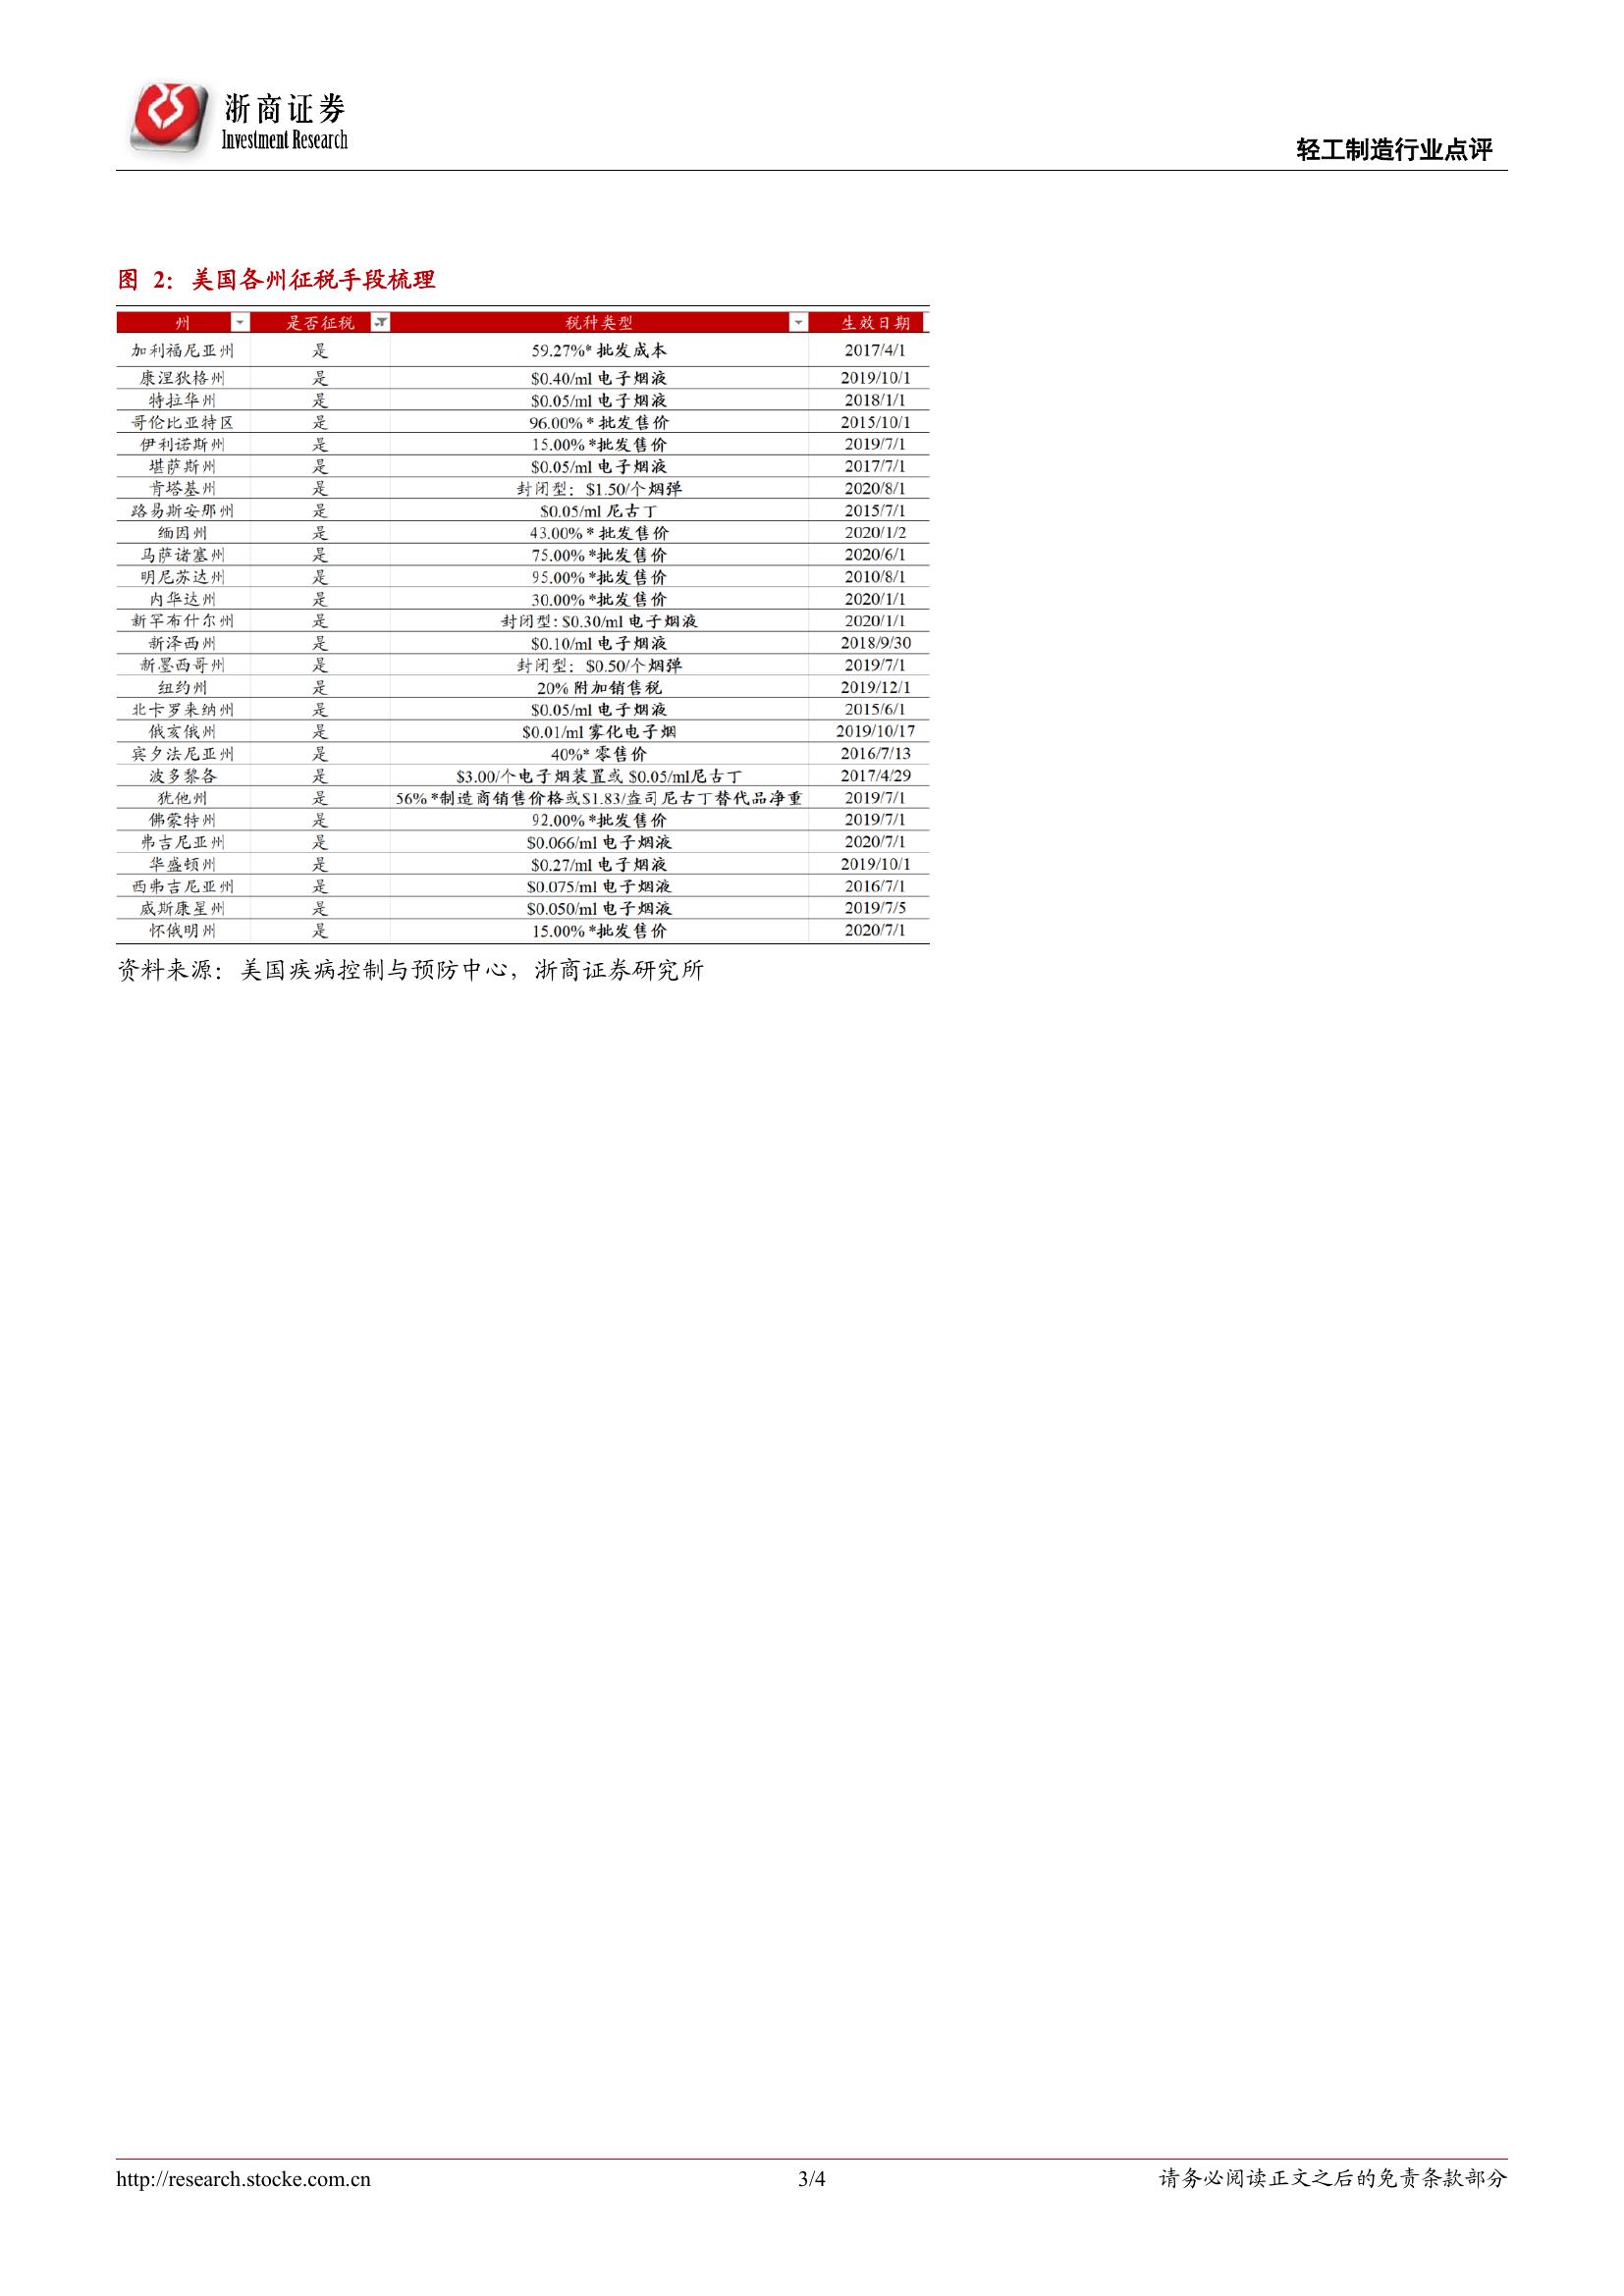 浙商证券
Investment Research
轻工制造行业点评
图 2：美国各州征税手段梳理
州 是否征税 税种类型 生效日期
加利福尼亚州 是 59.27%* 批发成本 2017/4/1
康涅狄格州 是 $0.40/ml 电子烟液 2019/10/1
特拉华州 是 $0.05/ml 电子烟液 2018/1/1
哥伦比亚特区 是 96.00% * 批发售价 2015/10/1
伊利诺斯州 是 15.00% *批发售价 2019/7/1
堪萨斯州 是 $0.05/ml 电子烟液 2017/7/1
肯塔基州 是 封闭型：$1.50/个烟弹 2020/8/1
路易斯安那州 是 $0.05/ml 尼古丁 2015/7/1
缅因州 是 43.00% * 批发售价 2020/1/2
马萨诸塞州 是 75.00% *批发售价 2020/6/1
明尼苏达州 是 95.00% *批发售价 2010/8/1
内华达州 是 30.00% *批发售价 2020/1/1
新罕布什尔州 是 封闭型: $0.30/ml 电子烟液 2020/1/1
新泽西州 是 $0.10/ml 电子烟液 2018/9/30
新墨西哥州 是 封闭型：$0.50/个烟弹 2019/7/1
纽约州 是 20% 附加销售税 2019/12/1
北卡罗来纳州 是 $0.05/ml 电子烟液 2015/6/1
俄亥俄州 是 $0.01/ml 雾化电子烟 2019/10/17
宾夕法尼亚州 是 40%* 零售价 2016/7/13
波多黎各 是 $3.00/个电子烟装置或 $0.05/ml尼古丁 2017/4/29
犹他州 是 56% *制造商销售价格或$1.83/盎司尼古丁替代品净重 2019/7/1
佛蒙特州 是 92.00% *批发售价 2019/7/1
弗吉尼亚州 是 $0.066/ml 电子烟液 2020/7/1
华盛顿州 是 $0.27/ml 电子烟液 2019/10/1
西弗吉尼亚州 是 $0.075/ml 电子烟液 2016/7/1
威斯康星州 是 $0.050/ml 电子烟液 2019/7/5
怀俄明州 是 15.00% *批发售价 2020/7/1
资料来源：美国疾病控制与预防中心，浙商证券研究所
http://research.stocke.com.cn 3/4 请务必阅读正文之后的免责条款部分